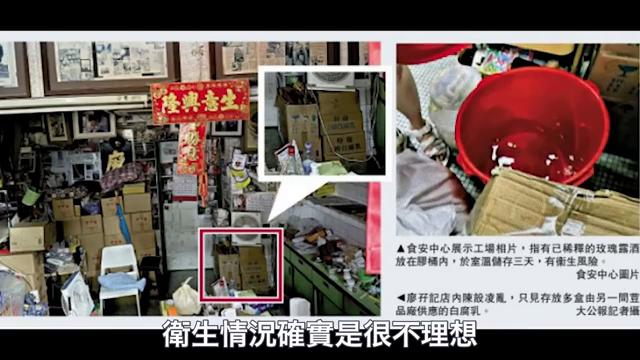 生意興隆
▲食安中心展示工場相片，指有已稀釋的玫瑰露酒
放在膠桶內，於室溫儲存三天，有衞生風險。
食安中心圖片
◀廖孖記店內陳設凌亂，只見存放多盒由另一間荳
品廠供應的白腐乳。
大公報記者攝
衛生情況確實是很不理想